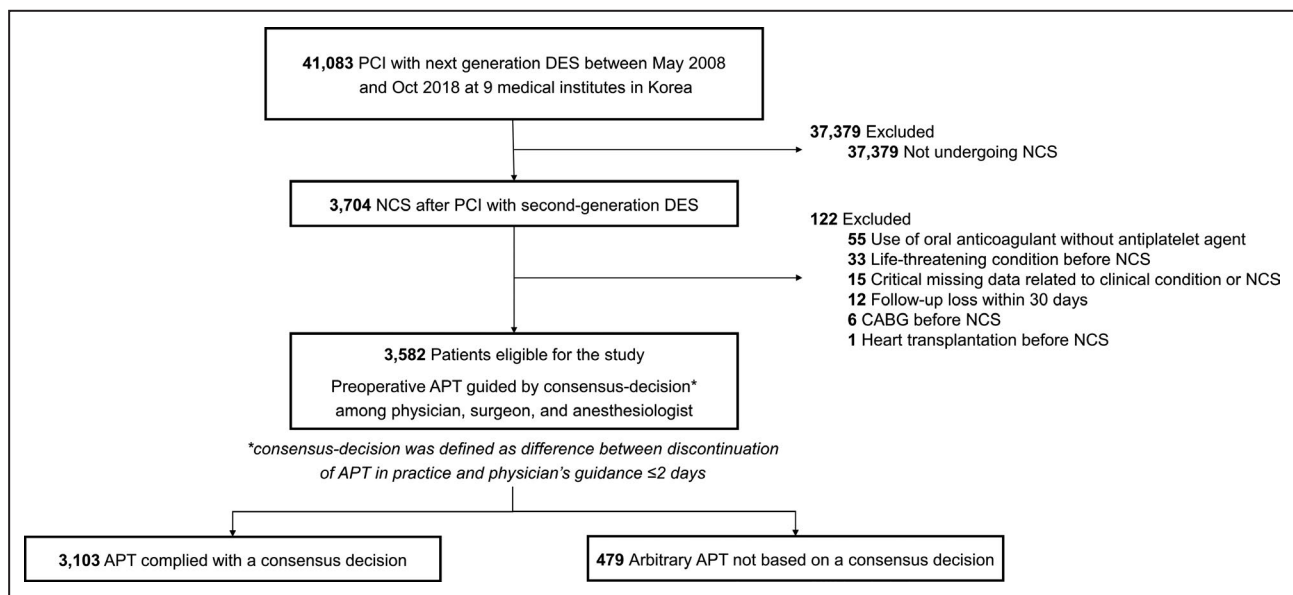 41,083 PCI with next generation DES between May 2008
and Oct 2018 at 9 medical institutes in Korea
37,379 Excluded
37,379 Not undergoing NCS
3,704 NCS after PCI with second-generation DES
122 Excluded
55 Use of oral anticoagulant without antiplatelet agent
33 Life-threatening condition before NCS
15 Critical missing data related to clinical condition or NCS
12 Follow-up loss within 30 days
6 CABG before NCS
1 Heart transplantation before NCS
3,582 Patients eligible for the study
Preoperative APT guided by consensus-decision*
among physician, surgeon, and anesthesiologist
*consensus-decision was defined as difference between discontinuation
of APT in practice and physician's guidance ≤2 days
3,103 APT complied with a consensus decision
479 Arbitrary APT not based on a consensus decision